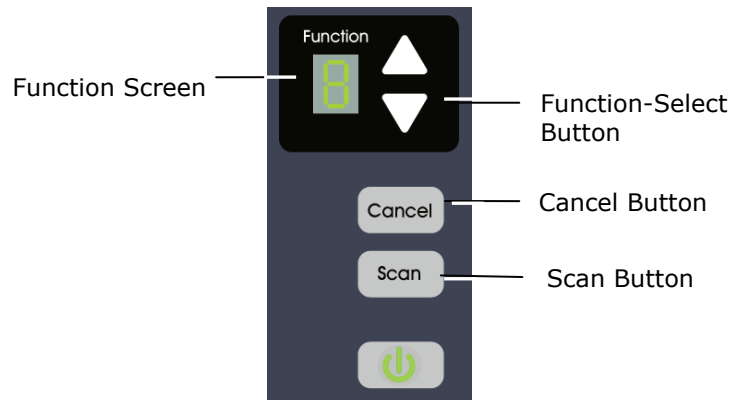 Function
Function Screen
8
Function-Select
Button
Cancel
Cancel Button
Scan
Scan Button